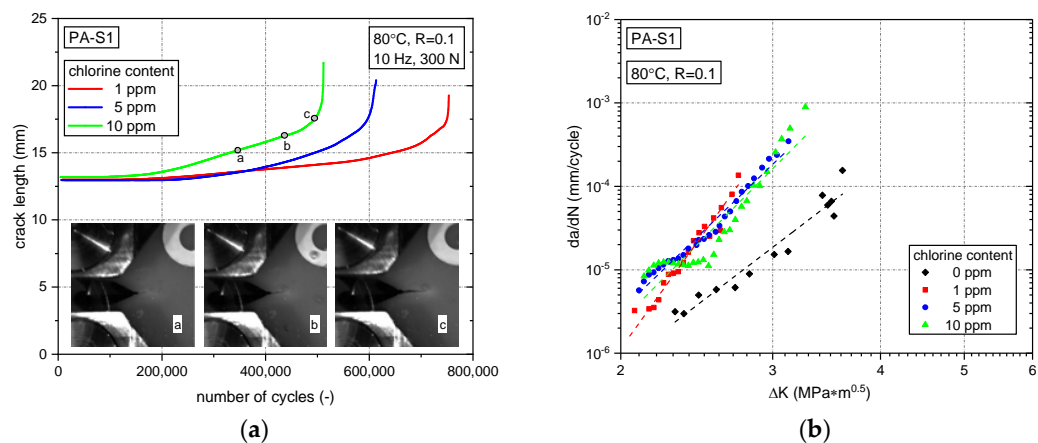 PA-S1
80°C, R=0.1
10 Hz, 300 N
chlorine content
1 ppm
5 ppm
10 ppm
a
b
c
a
b
c
25
20
15
10
5
0
0
200,000
400,000
600,000
800,000
crack length (mm)
number of cycles (-)
(a)
PA-S1
80°C, R=0.1
chlorine content
0 ppm
1 ppm
5 ppm
10 ppm
10⁻²
10⁻³
10⁻⁴
10⁻⁵
10⁻⁶
2
3
4
5
6
da/dN (mm/cycle)
ΔK (MPa∗m⁰·⁵)
(b)